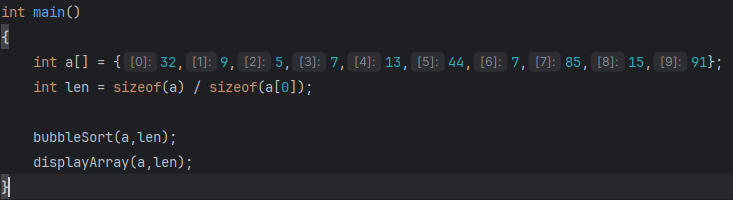 int main()
{
    int a[] = {[0]: 32,[1]: 9,[2]: 5,[3]: 7,[4]: 13,[5]: 44,[6]: 7,[7]: 85,[8]: 15,[9]: 91};
    int len = sizeof(a) / sizeof(a[0]);

    bubbleSort(a,len);
    displayArray(a,len);
}